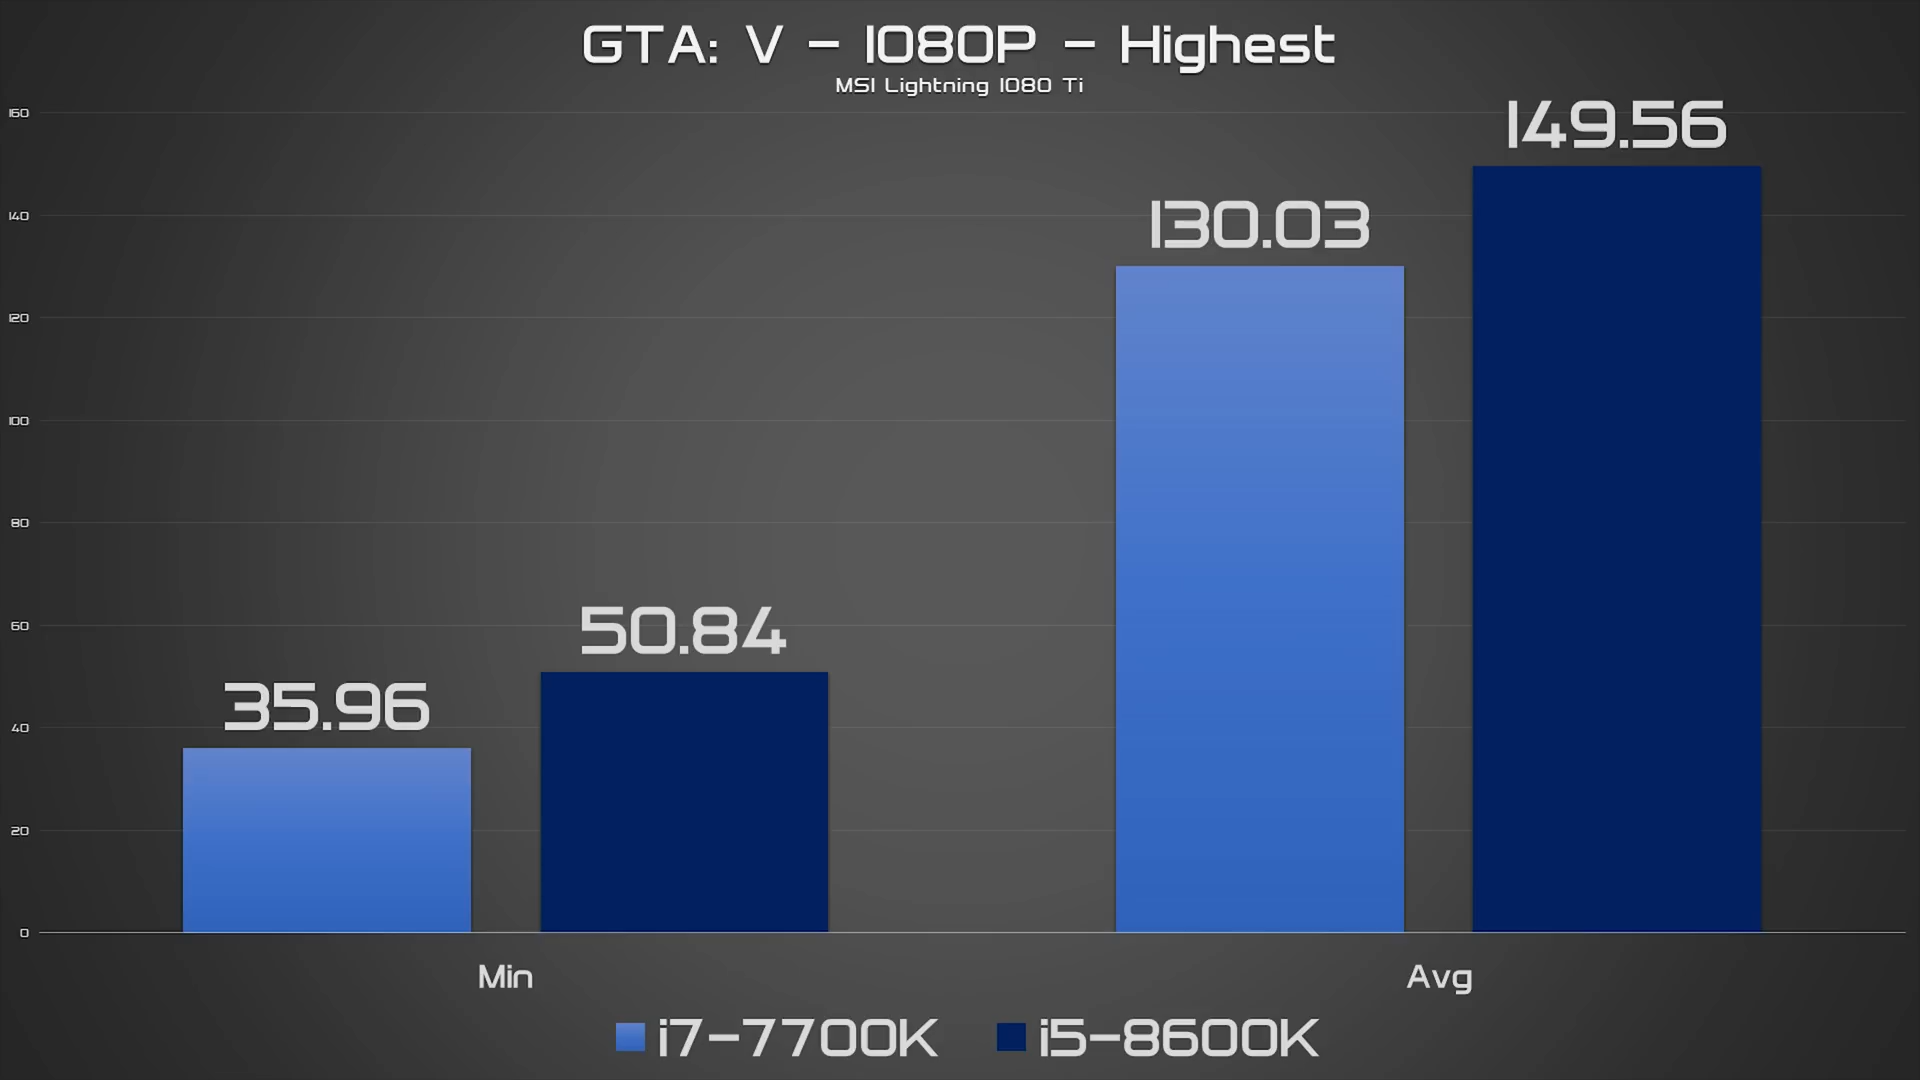 GTA: V - 1080P - Highest
MSI Lightning 1080 Ti
160
140
120
100
80
60
40
20
0
35.96
50.84
130.03
149.56
Min
Avg
i7-7700K
i5-8600K